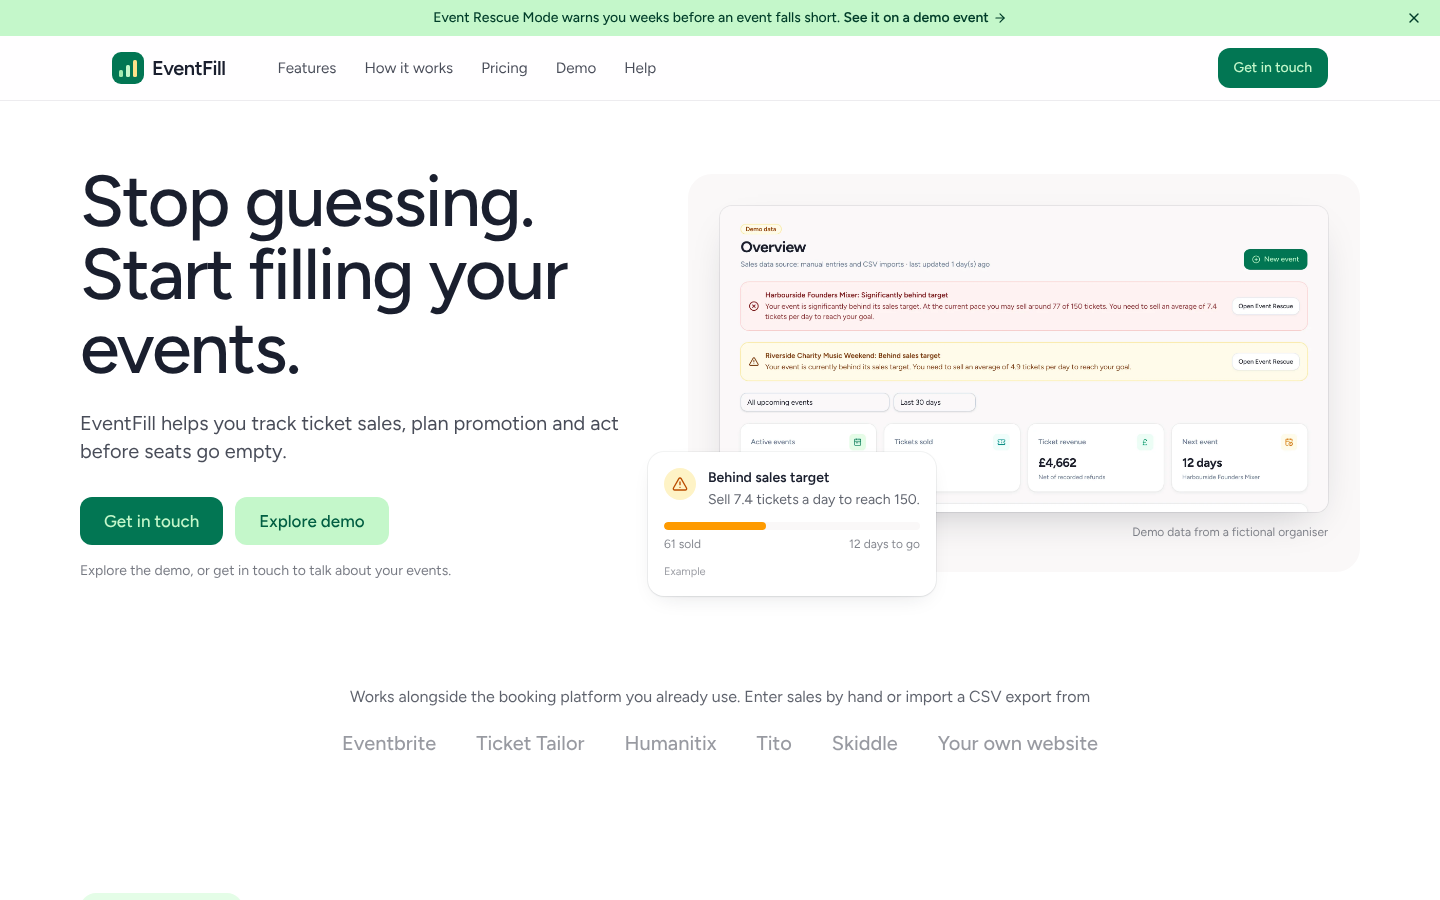 Event Rescue Mode warns you weeks before an event falls short. See it on a demo event →
EventFill
Features
How it works
Pricing
Demo
Help
Get in touch
Stop guessing.
Start filling your
events.
EventFill helps you track ticket sales, plan promotion and act
before seats go empty.
Get in touch
Explore demo
Explore the demo, or get in touch to talk about your events.
Demo data
Overview
Sales data source: manual entries and CSV imports · last updated 1 day(s) ago
New event
Harbourside Founders Mixer: Significantly behind target
Your event is significantly behind its sales target. At the current pace you may sell around 77 of 150 tickets. You need to sell an average of 7.4
tickets per day to reach your goal.
Open Event Rescue
Riverside Charity Music Weekend: Behind sales target
Your event is currently behind its sales target. You need to sell an average of 4.9 tickets per day to reach your goal.
Open Event Rescue
All upcoming events
Last 30 days
Active events
Tickets sold
Ticket revenue
£
£4,662
Net of recorded refunds
Next event
12 days
Harbourside Founders Mixer
Behind sales target
Sell 7.4 tickets a day to reach 150.
61 sold
12 days to go
Example
Demo data from a fictional organiser
Works alongside the booking platform you already use. Enter sales by hand or import a CSV export from
Eventbrite
Ticket Tailor
Humanitix
Tito
Skiddle
Your own website